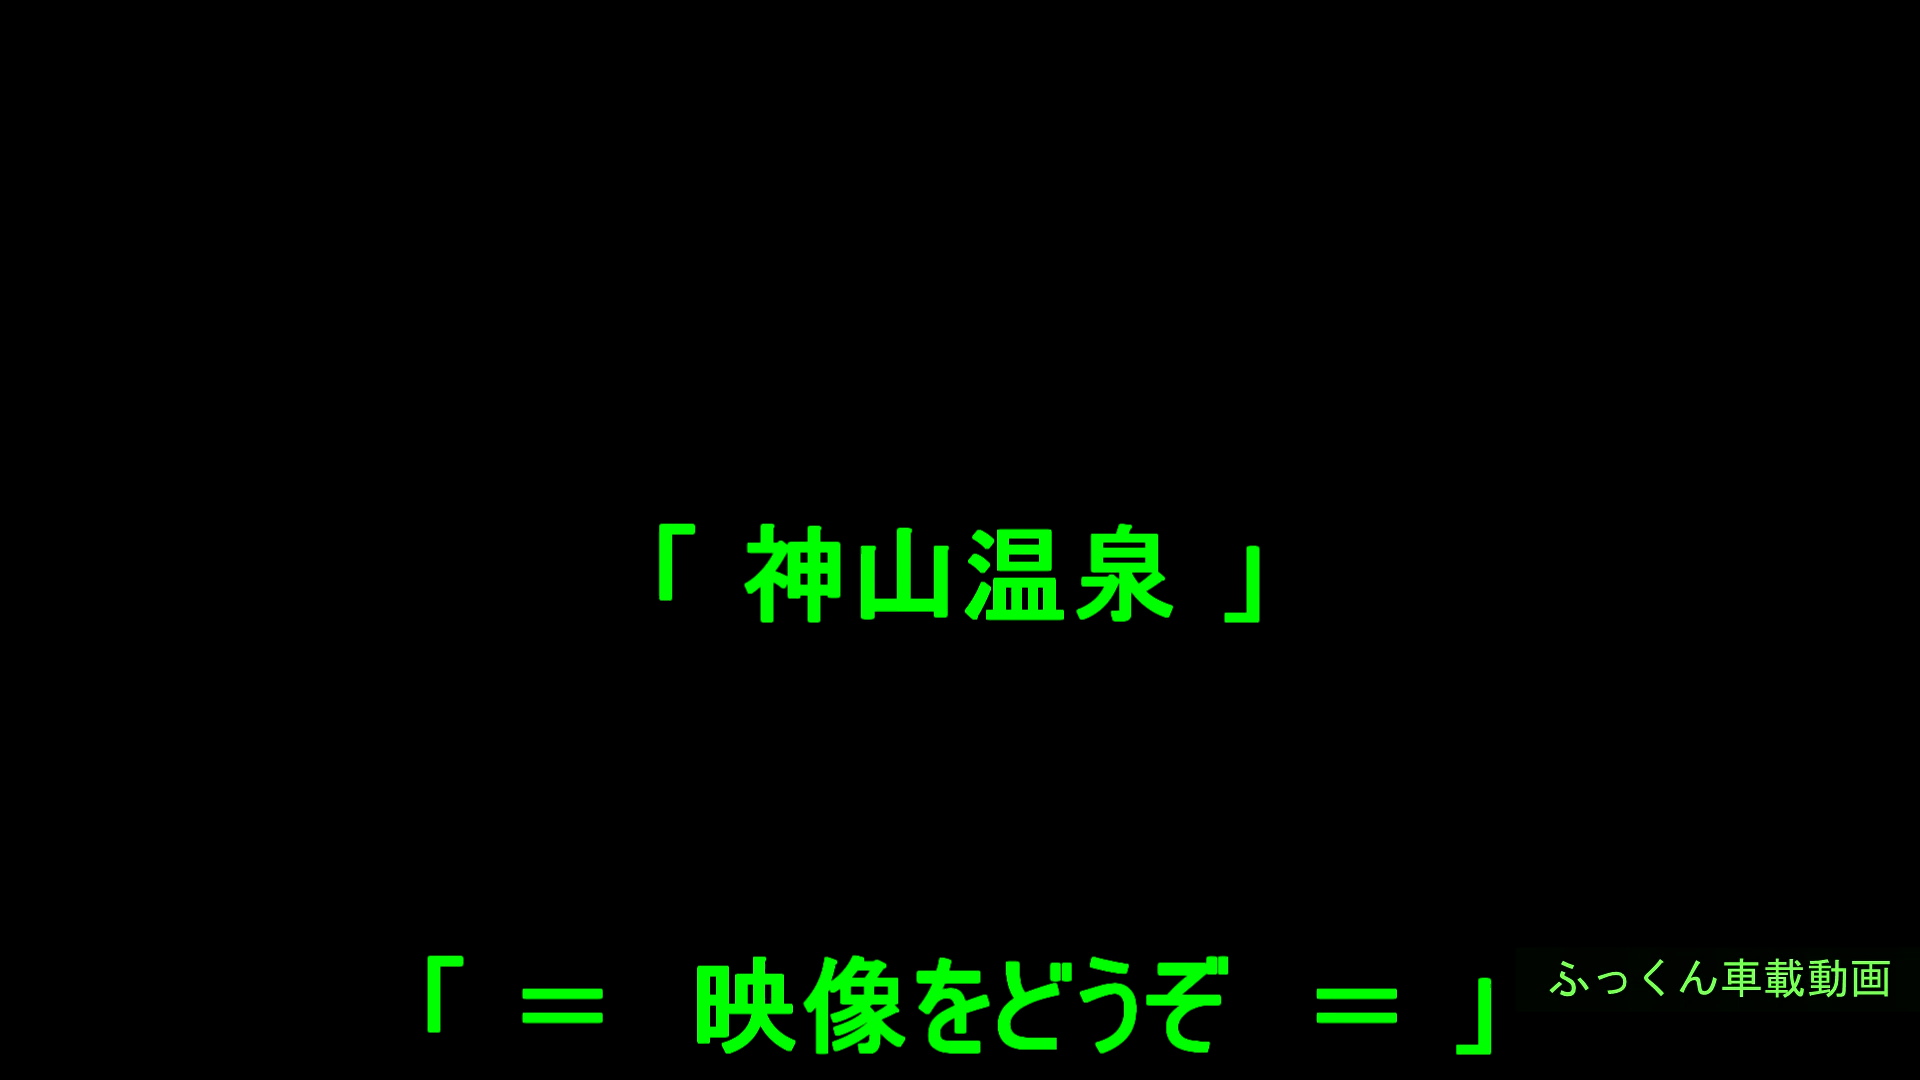 「 神山温泉 」
「 ＝ 映像をどうぞ ＝ 」
ふっくん車載動画